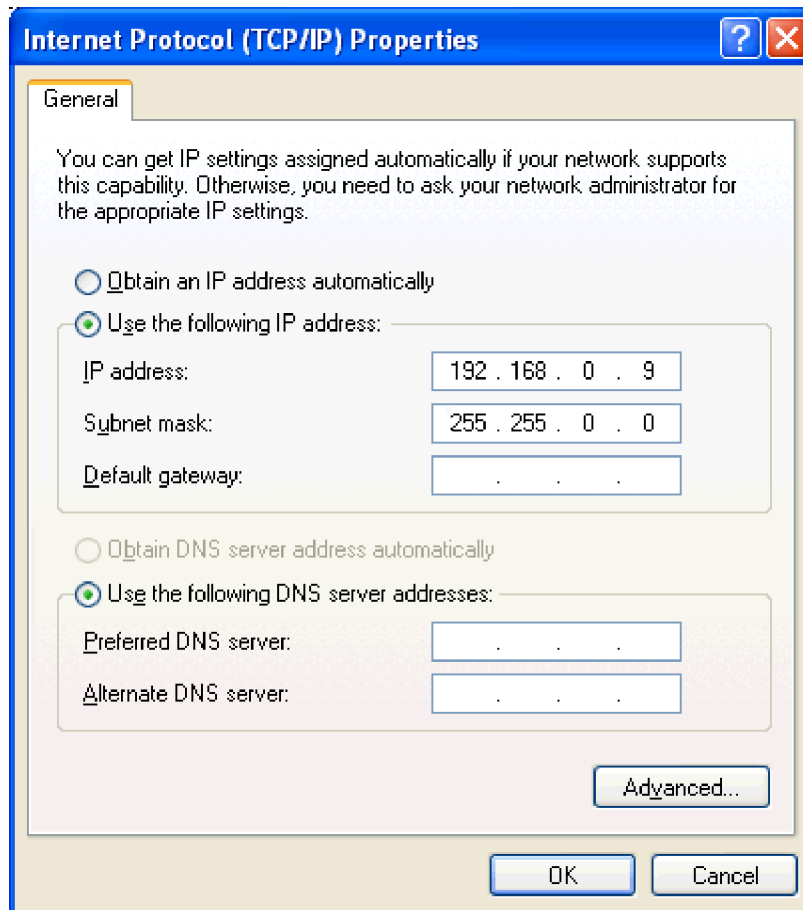 Internet Protocol (TCP/IP) Properties
General
You can get IP settings assigned automatically if your network supports
this capability. Otherwise, you need to ask your network administrator for
the appropriate IP settings.
Obtain an IP address automatically
Use the following IP address:
IP address: 192 . 168 . 0 . 9
Subnet mask: 255 . 255 . 0 . 0
Default gateway: . . .
Obtain DNS server address automatically
Use the following DNS server addresses:
Preferred DNS server: . . .
Alternate DNS server: . . .
Advanced...
OK Cancel